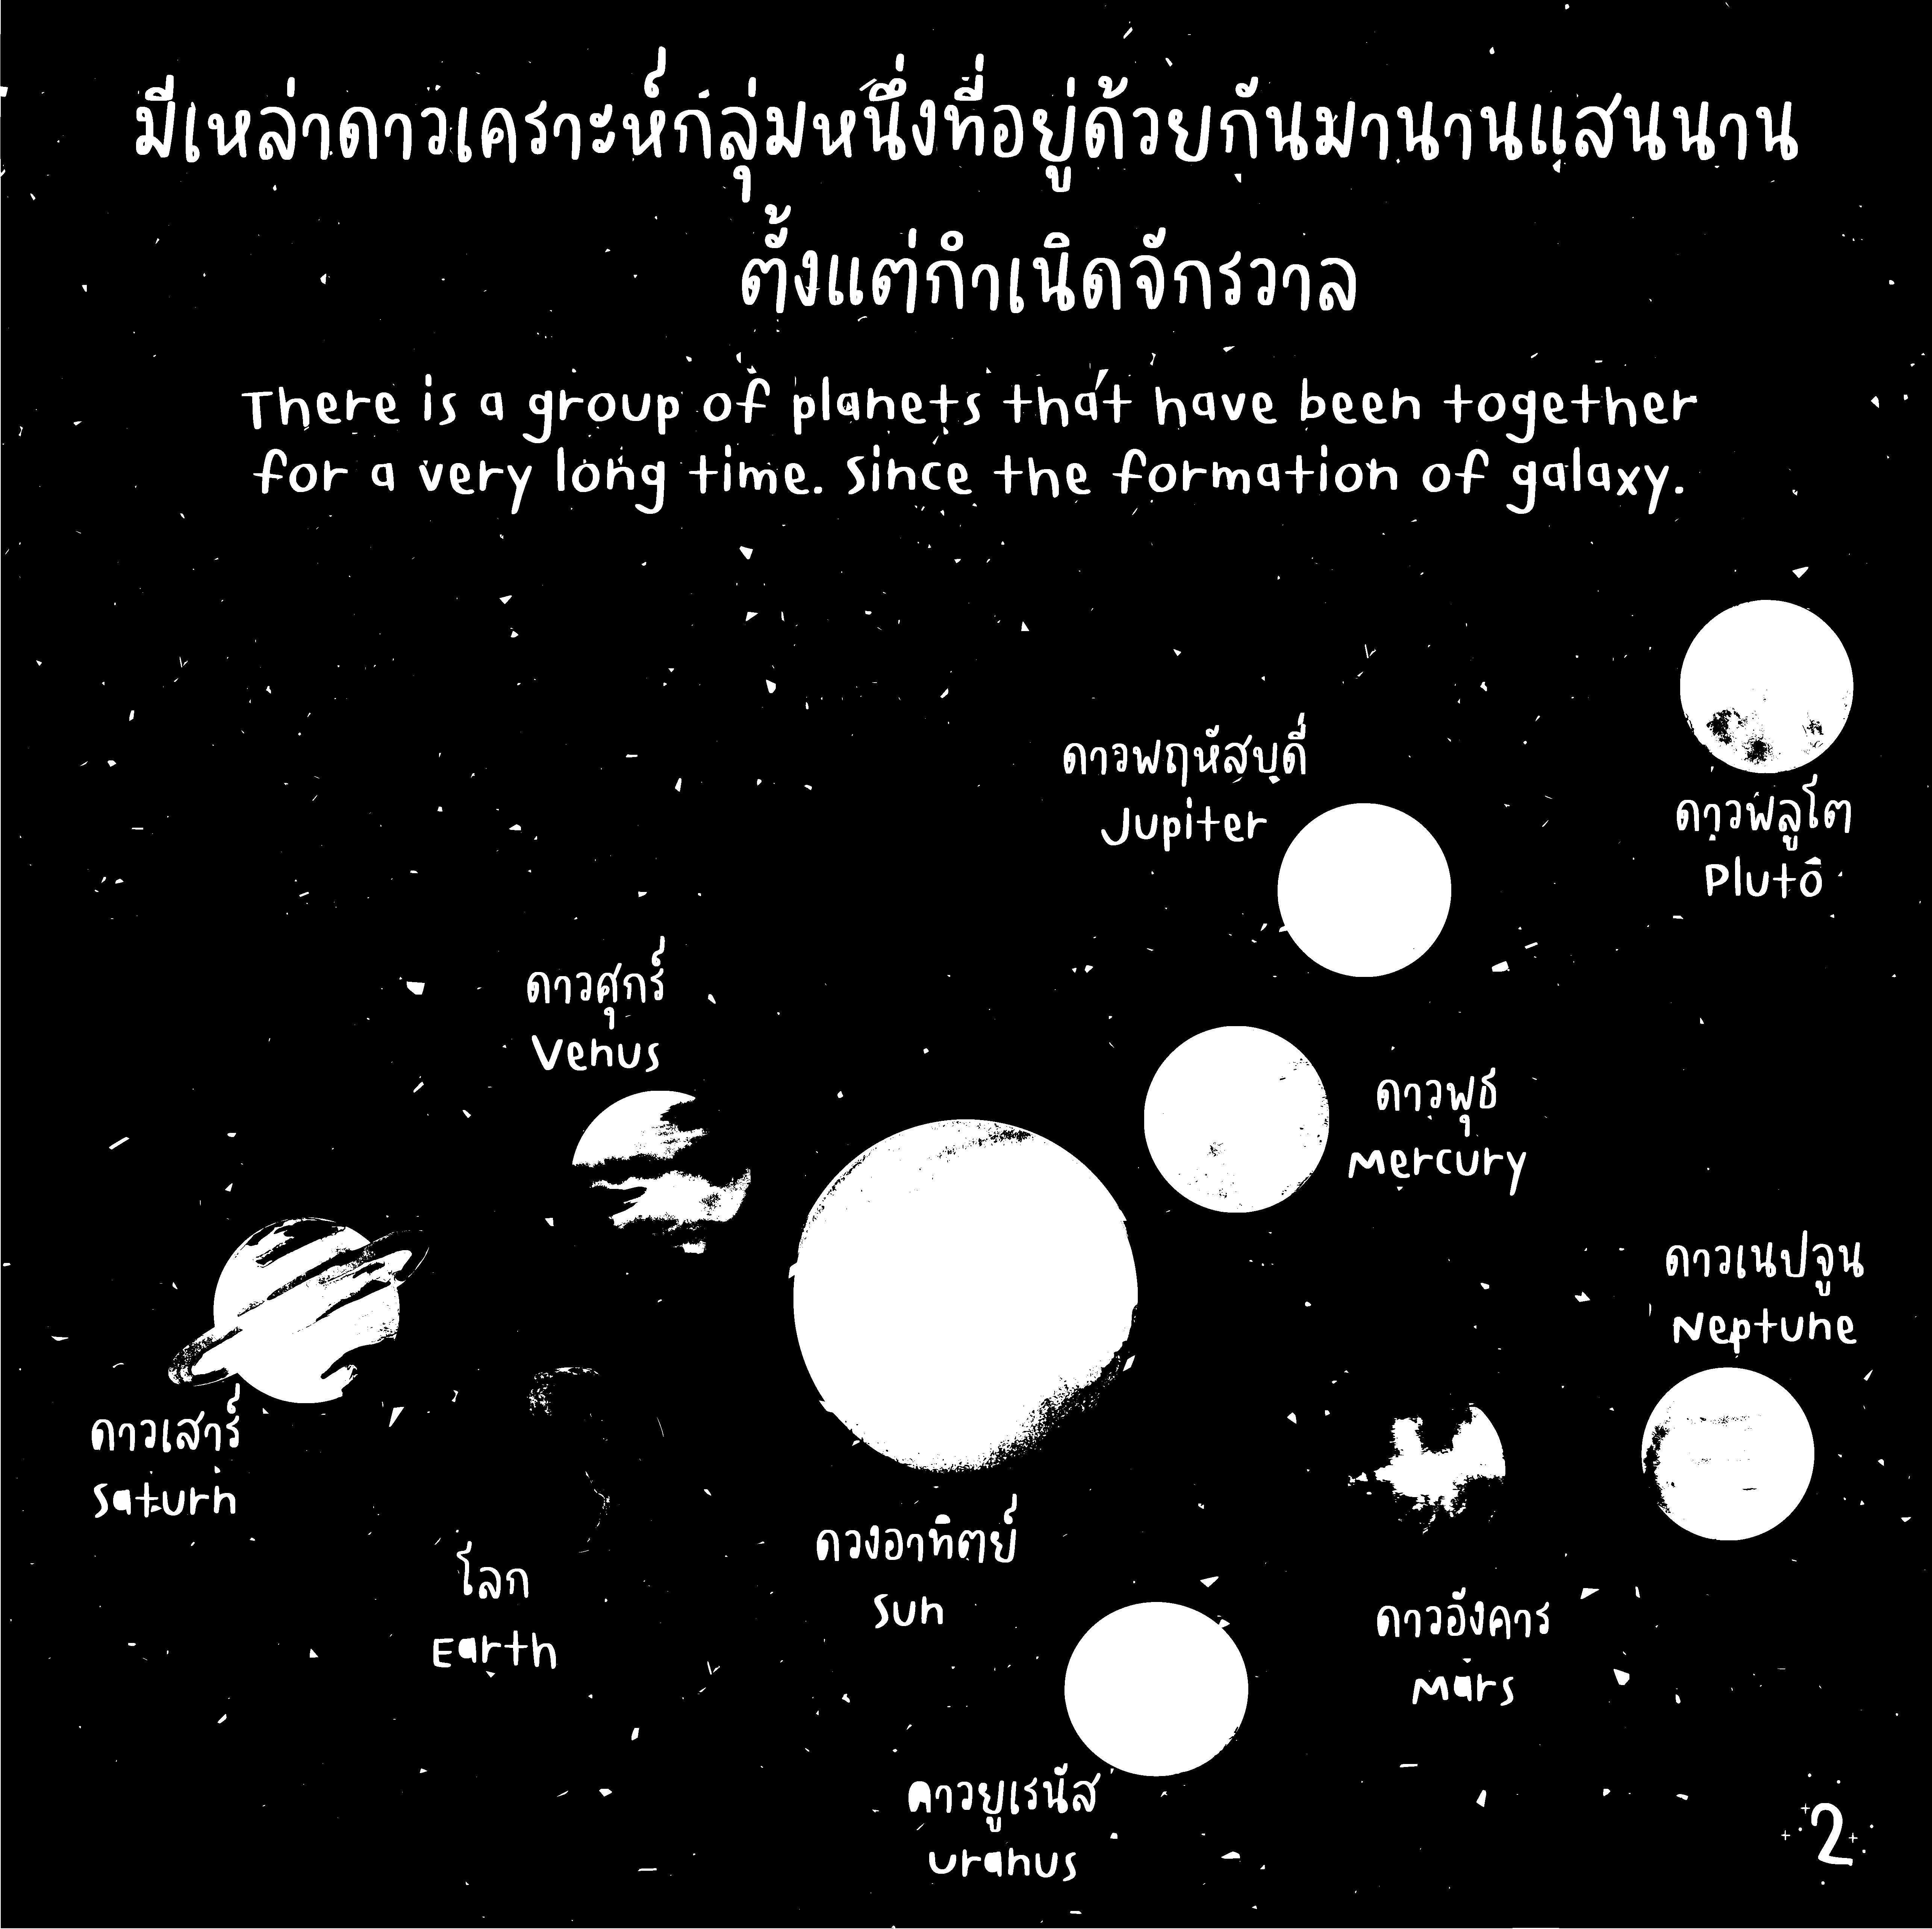 มีเหล่าดาวเคราะห์กลุ่มหนึ่งที่อยู่ด้วยกันมานานแสนนาน
ตั้งแต่กำเนิดจักรวาล
There is a group of planets that have been together
for a very long time. Since the formation of galaxy.
ดาวพฤหัสบดี
Jupiter
ดาวพลูโต
Pluto
ดาวศุกร์
Venus
ดาวพุธ
Mercury
ดาวเนปจูน
Neptune
ดาวเสาร์
Saturn
ดวงอาทิตย์
Sun
โลก
Earth
ดาวอังคาร
Mars
ดาวยูเรนัส
Uranus
2